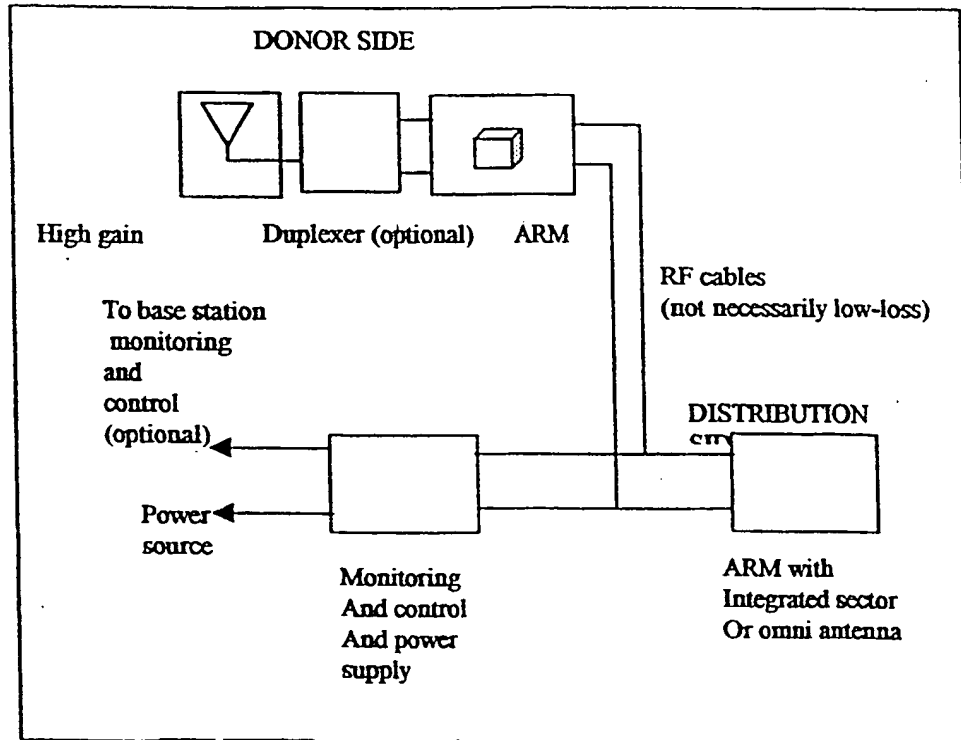 DONOR SIDE
High gain
Duplexer (optional)
ARM
RF cables
(not necessarily low-loss)
To base station
monitoring
and
control
(optional)
Power
source
DISTRIBUTION
Monitoring
And control
And power
supply
ARM with
Integrated sector
Or omni antenna